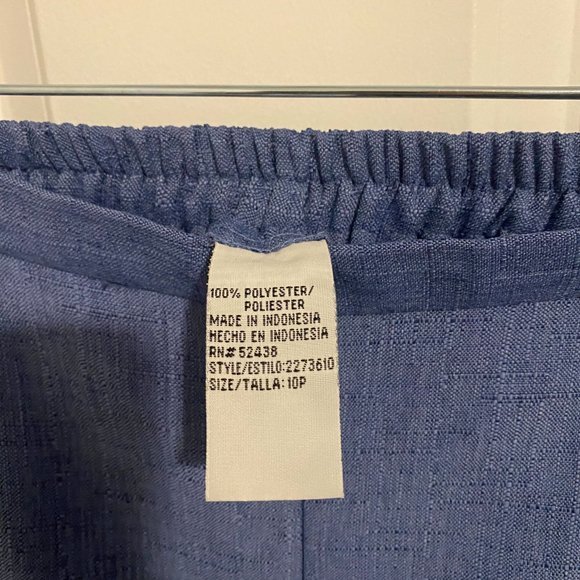 100% POLYESTER/
POLIESTER
MADE IN INDONESIA
HECHO EN INDONESIA
RN# 52438
STYLE/ESTILO:2273610
SIZE/TALLA: 10P